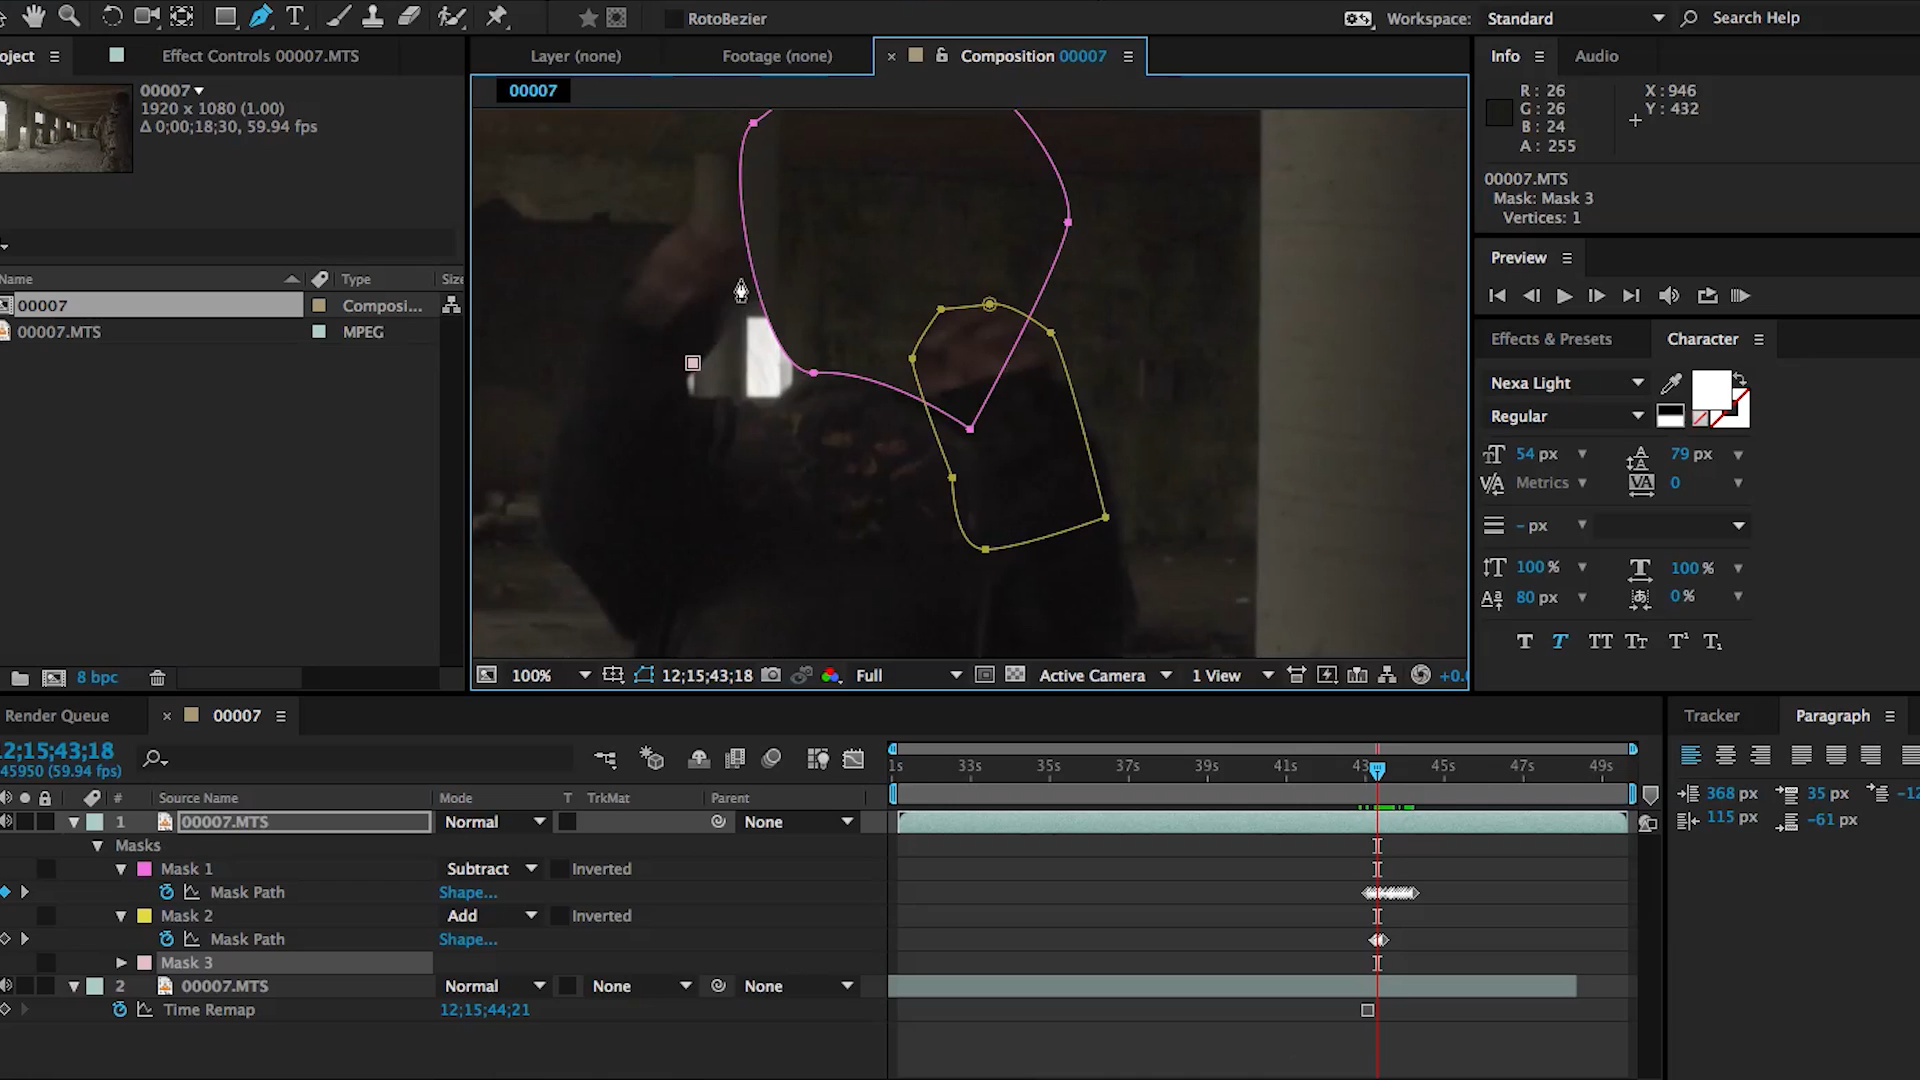 RotoBezier
Workspace: Standard
Search Help
oject
Effect Controls 00007.MTS
Layer (none)
Footage (none)
Composition 00007
Info
Audio
00007
1920 x 1080 (1.00)
Δ 0;00;18;30, 59.94 fps
00007
R: 26
G: 26
B: 24
A: 255
X: 946
Y: 432
00007.MTS
Mask: Mask 3
Vertices: 1
Preview
Name
Type
Size
00007
Composi...
00007.MTS
MPEG
Effects & Presets
Character
Nexa Light
Regular
54 px
79 px
Metrics
0
- px
100 %
100 %
80 px
0 %
T T TT Tr T¹ T₁
8 bpc
100%
12;15;43;18
Full
Active Camera
1 View
+0.0
Render Queue
00007
Tracker
Paragraph
12;15;43;18
45950 (59.94 fps)
1s 33s 35s 37s 39s 41s 43 45s 47s 49s
368 px
35 px
-12
115 px
-61 px
#
Source Name
Mode
T
TrkMat
Parent
1
00007.MTS
Normal
None
Masks
Mask 1
Subtract
Inverted
Mask Path
Shape...
Mask 2
Add
Inverted
Mask Path
Shape...
Mask 3
2
00007.MTS
Normal
None
None
Time Remap
12;15;44;21